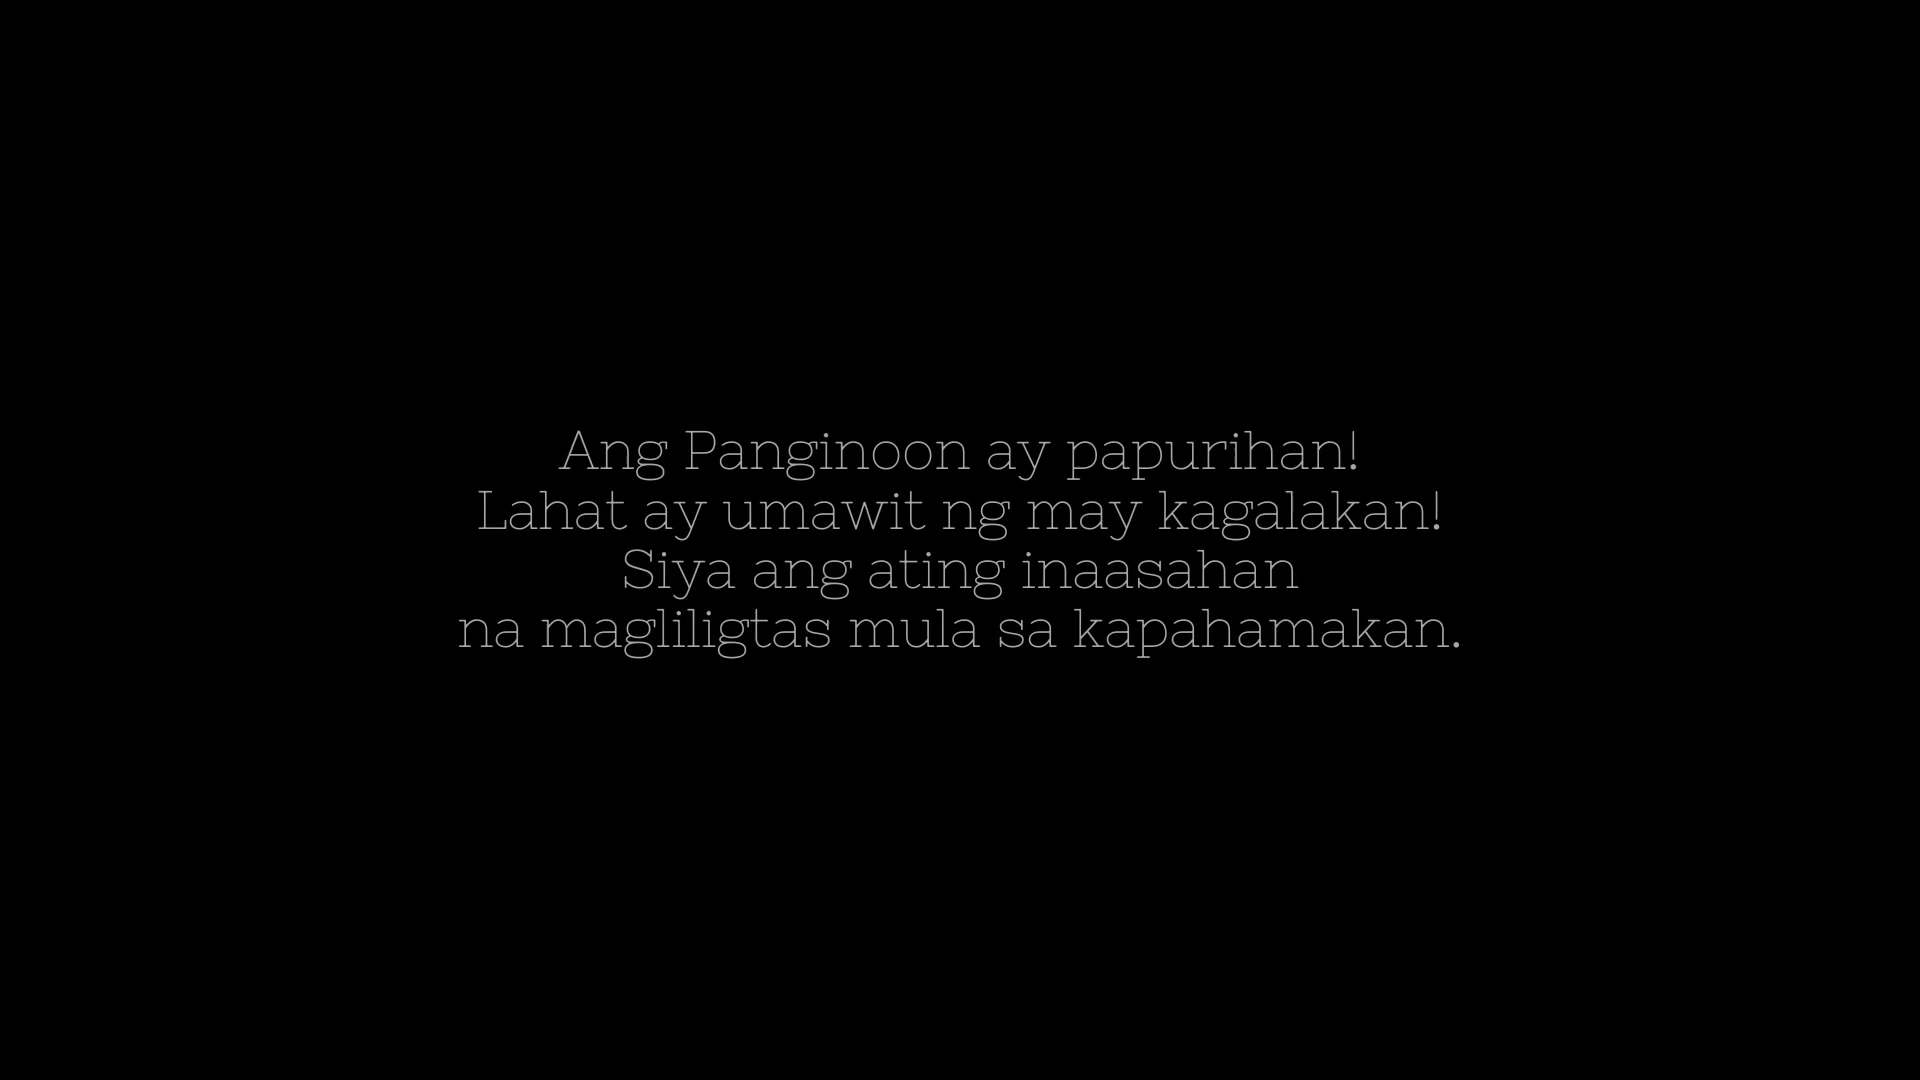 Ang Panginoon ay papurihan!
Lahat ay umawit ng may kagalakan!
Siya ang ating inaasahan
na magliligtas mula sa kapahamakan.